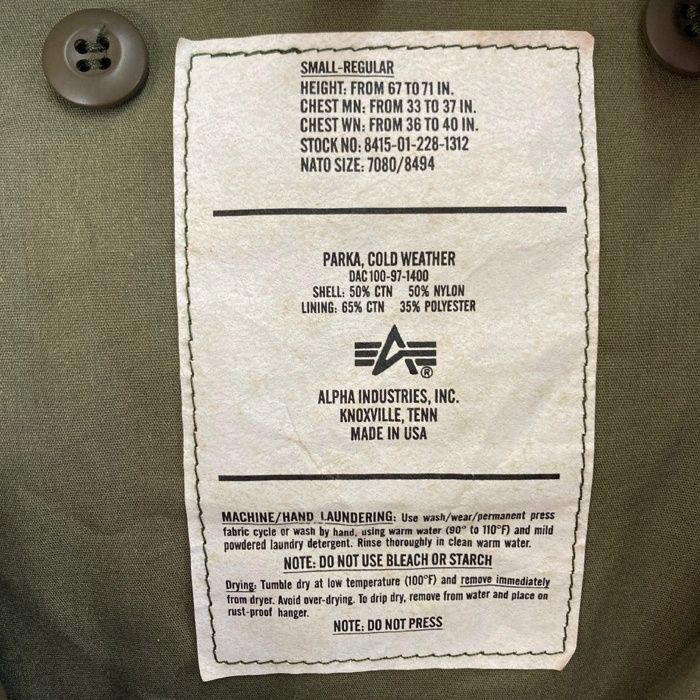 SMALL-REGULAR
HEIGHT: FROM 67 TO 71 IN.
CHEST MN: FROM 33 TO 37 IN.
CHEST WN: FROM 36 TO 40 IN.
STOCK NO: 8415-01-228-1312
NATO SIZE: 7080/8494
PARKA, COLD WEATHER
DAC100-97-1400
SHELL: 50% CTN 50% NYLON
LINING: 65% CTN 35% POLYESTER
®
ALPHA INDUSTRIES, INC.
KNOXVILLE, TENN
MADE IN USA
MACHINE/HAND LAUNDERING: Use wash/wear/permanent press
fabric cycle or wash by hand, using warm water (90° to 110°F) and mild
powdered laundry detergent. Rinse thoroughly in clean warm water.
NOTE: DO NOT USE BLEACH OR STARCH
Drying: Tumble dry at low temperature (100°F) and remove immediately
from dryer. Avoid over-drying. To drip dry, remove from water and place on
rust-proof hanger.
NOTE: DO NOT PRESS